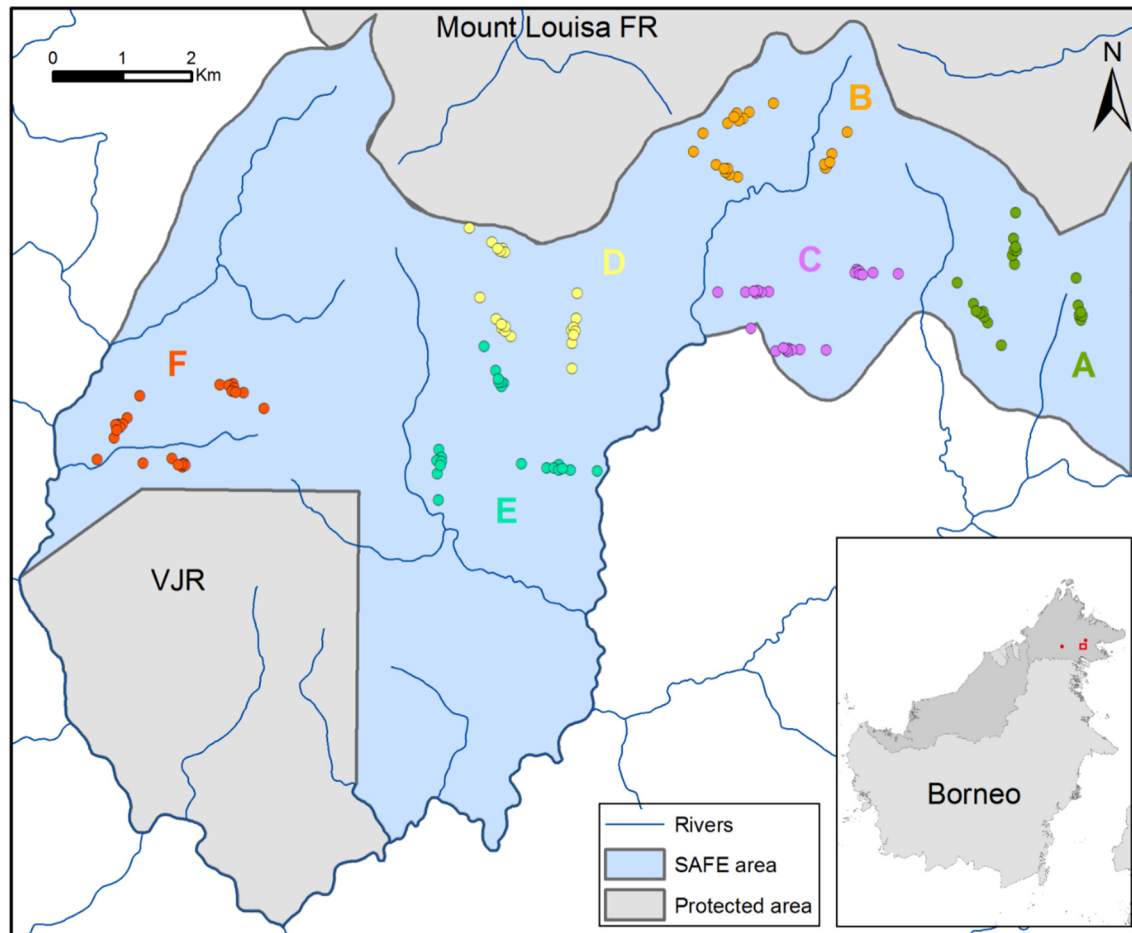 Mount Louisa FR
0 1 2
Km
N
B
D
C
F
A
E
VJR
Borneo
Rivers
SAFE area
Protected area